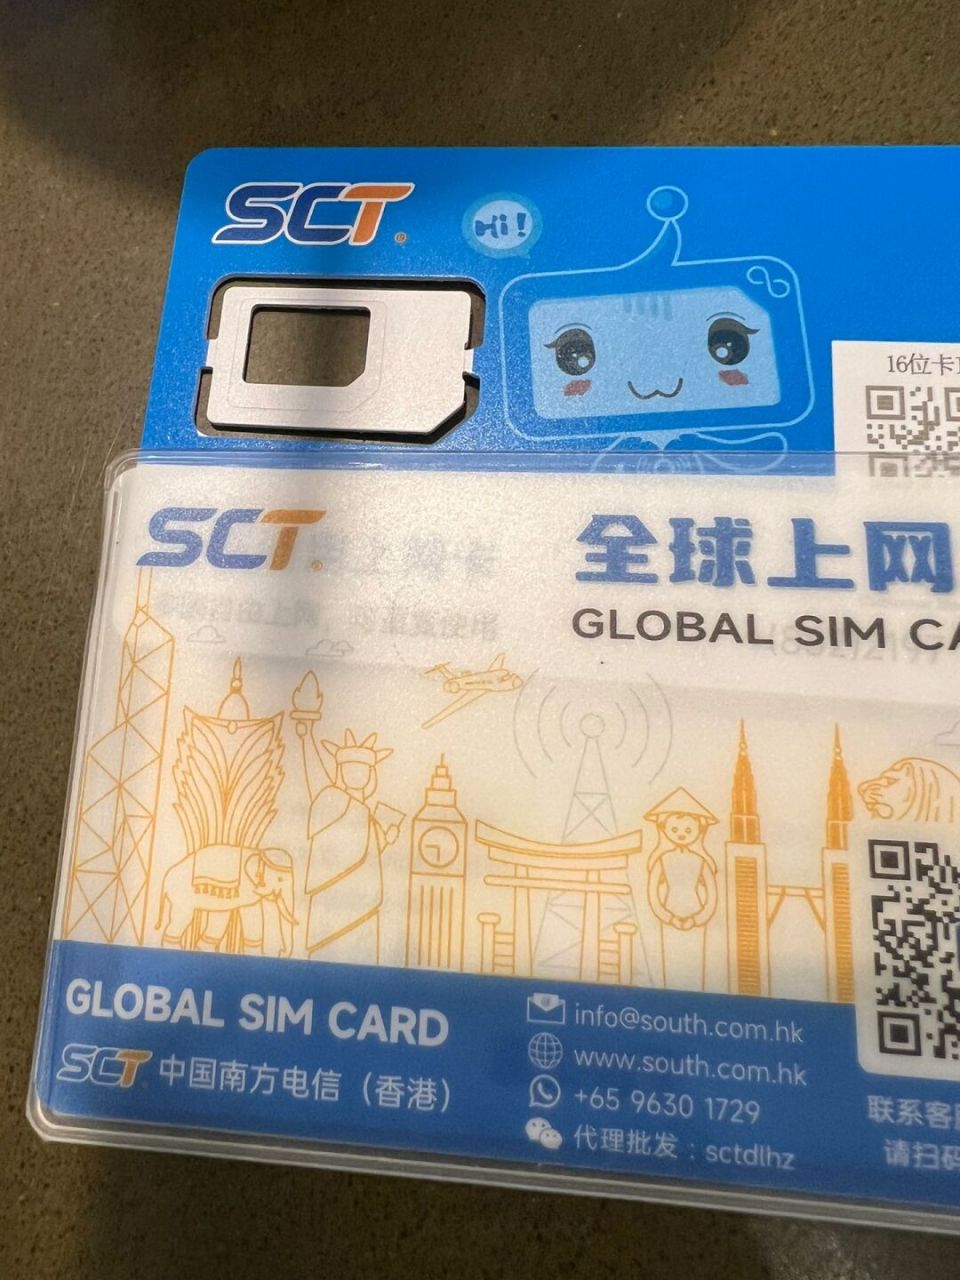 SCT
Hi!
16位卡
SCT
全球上网
GLOBAL SIM
GLOBAL SIM CARD
SCT 中国南方电信（香港）
info@south.com.hk
www.south.com.hk
+65 9630 1729
代理批发：sctdlhz
联系客
请扫码